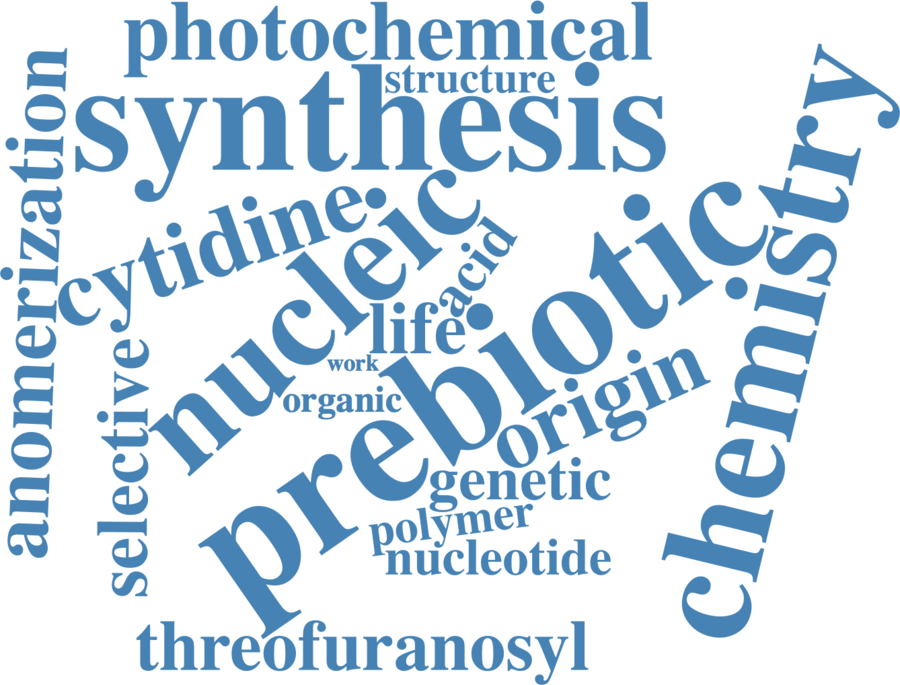 photochemical
structure
synthesis
anomerization
chemistry
cytidine
nucleic
acid
prebiotic
life
work
organic
selective
origin
genetic
polymer
nucleotide
threofuranosyl